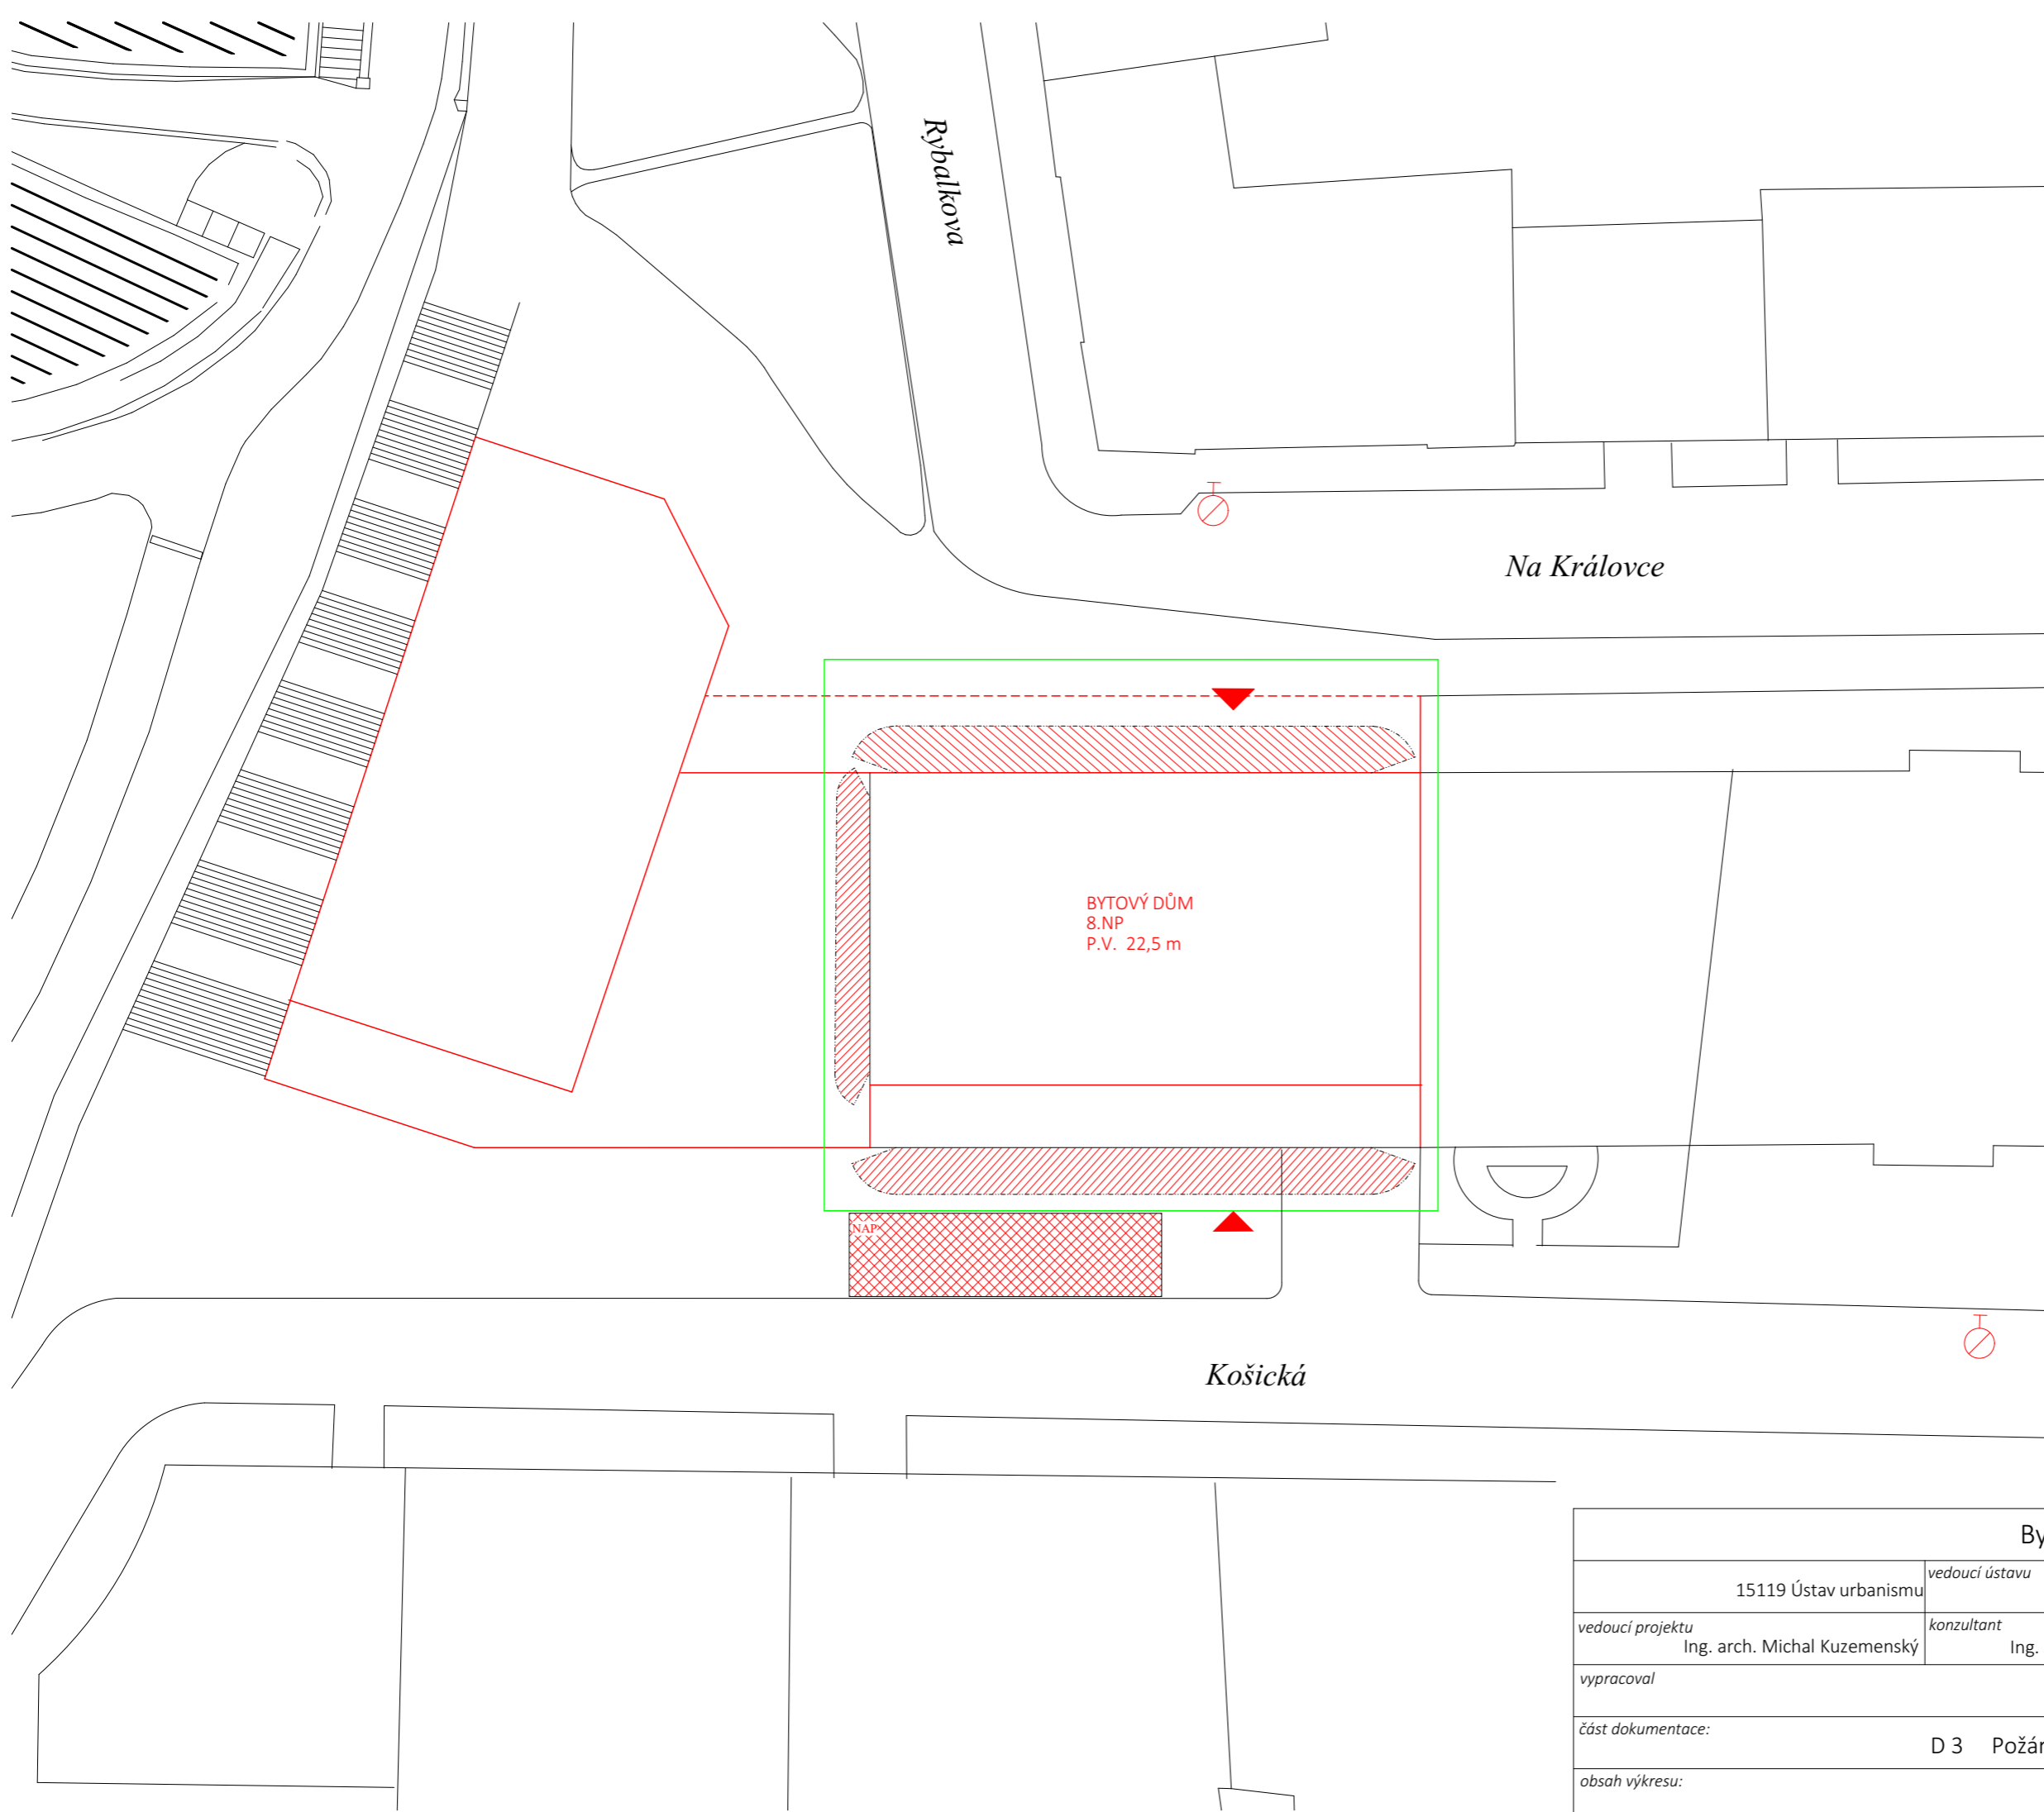 Rybalkova
Na Královce
BYTOVÝ DŮM
8.NP
P.V. 22,5 m
NAP
Košická
By
15119 Ústav urbanismu
vedoucí ústavu
vedoucí projektu
Ing. arch. Michal Kuzemenský
konzultant
Ing.
vypracoval
část dokumentace:
D 3 Požár
obsah výkresu: